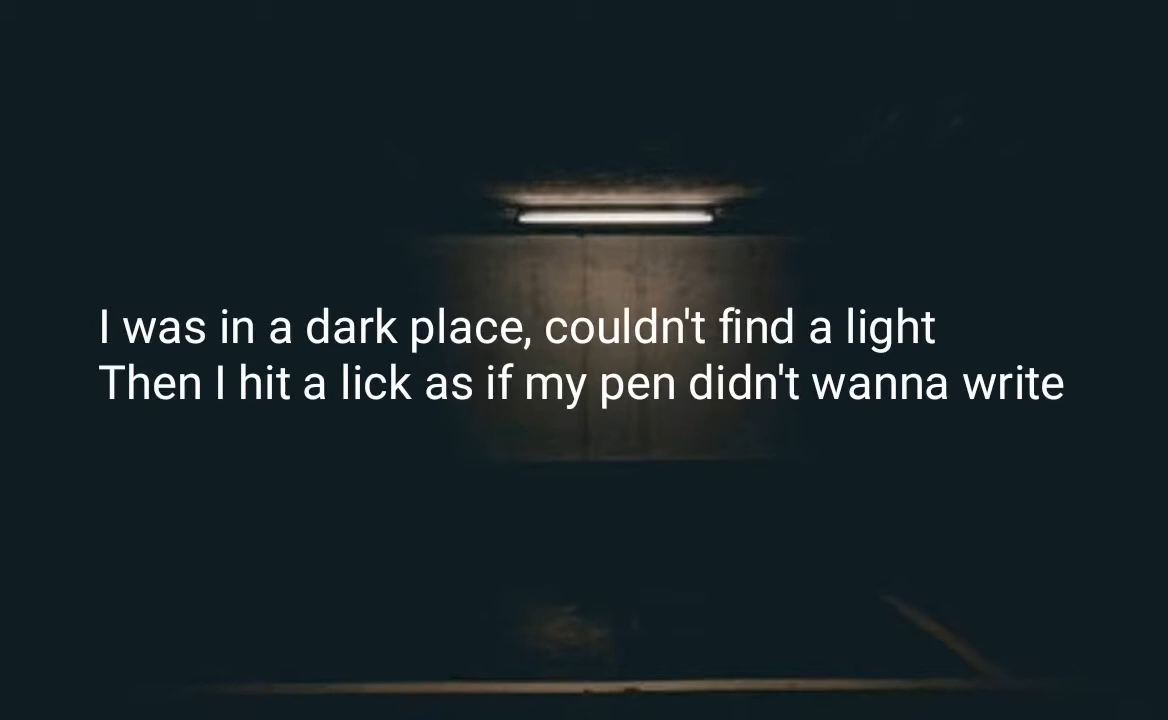 I was in a dark place, couldn't find a light
Then I hit a lick as if my pen didn't wanna write